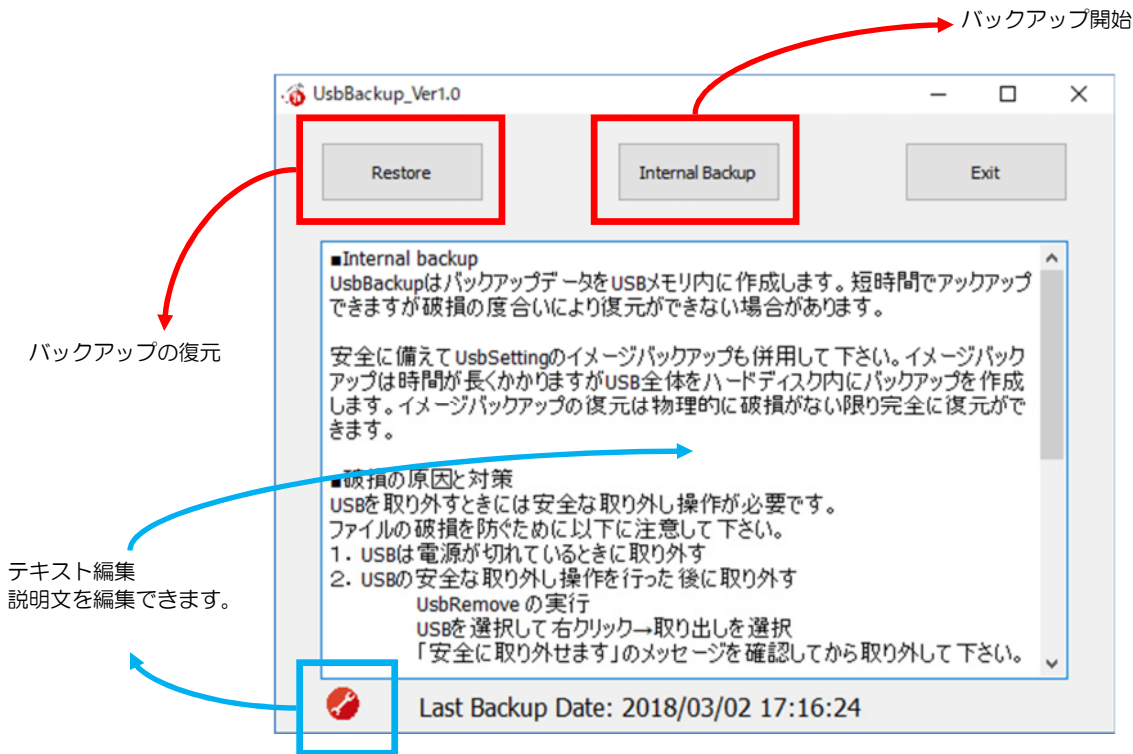 バックアップ開始
UsbBackup_Ver1.0
Restore
Internal Backup
Exit
■Internal backup
UsbBackupはバックアップデータをUSBメモリ内に作成します。短時間でアックアップ
できますが破損の度合いにより復元ができない場合があります。
バックアップの復元
安全に備えてUsbSettingのイメージバックアップも併用して下さい。イメージバック
アップは時間が長くかかりますがUSB全体をハードディスク内にバックアップを作成
します。イメージバックアップの復元は物理的に破損がない限り完全に復元がで
きます。
■破損の原因と対策
USBを取り外すときには安全な取り外し操作が必要です。
ファイルの破損を防ぐために以下に注意して下さい。
1. USBは電源が切れているときに取り外す
2. USBの安全な取り外し操作を行った後に取り外す
UsbRemove の実行
USBを選択して右クリック→取り出しを選択
「安全に取り外せます」のメッセージを確認してから取り外して下さい。
テキスト編集
説明文を編集できます。
Last Backup Date: 2018/03/02 17:16:24